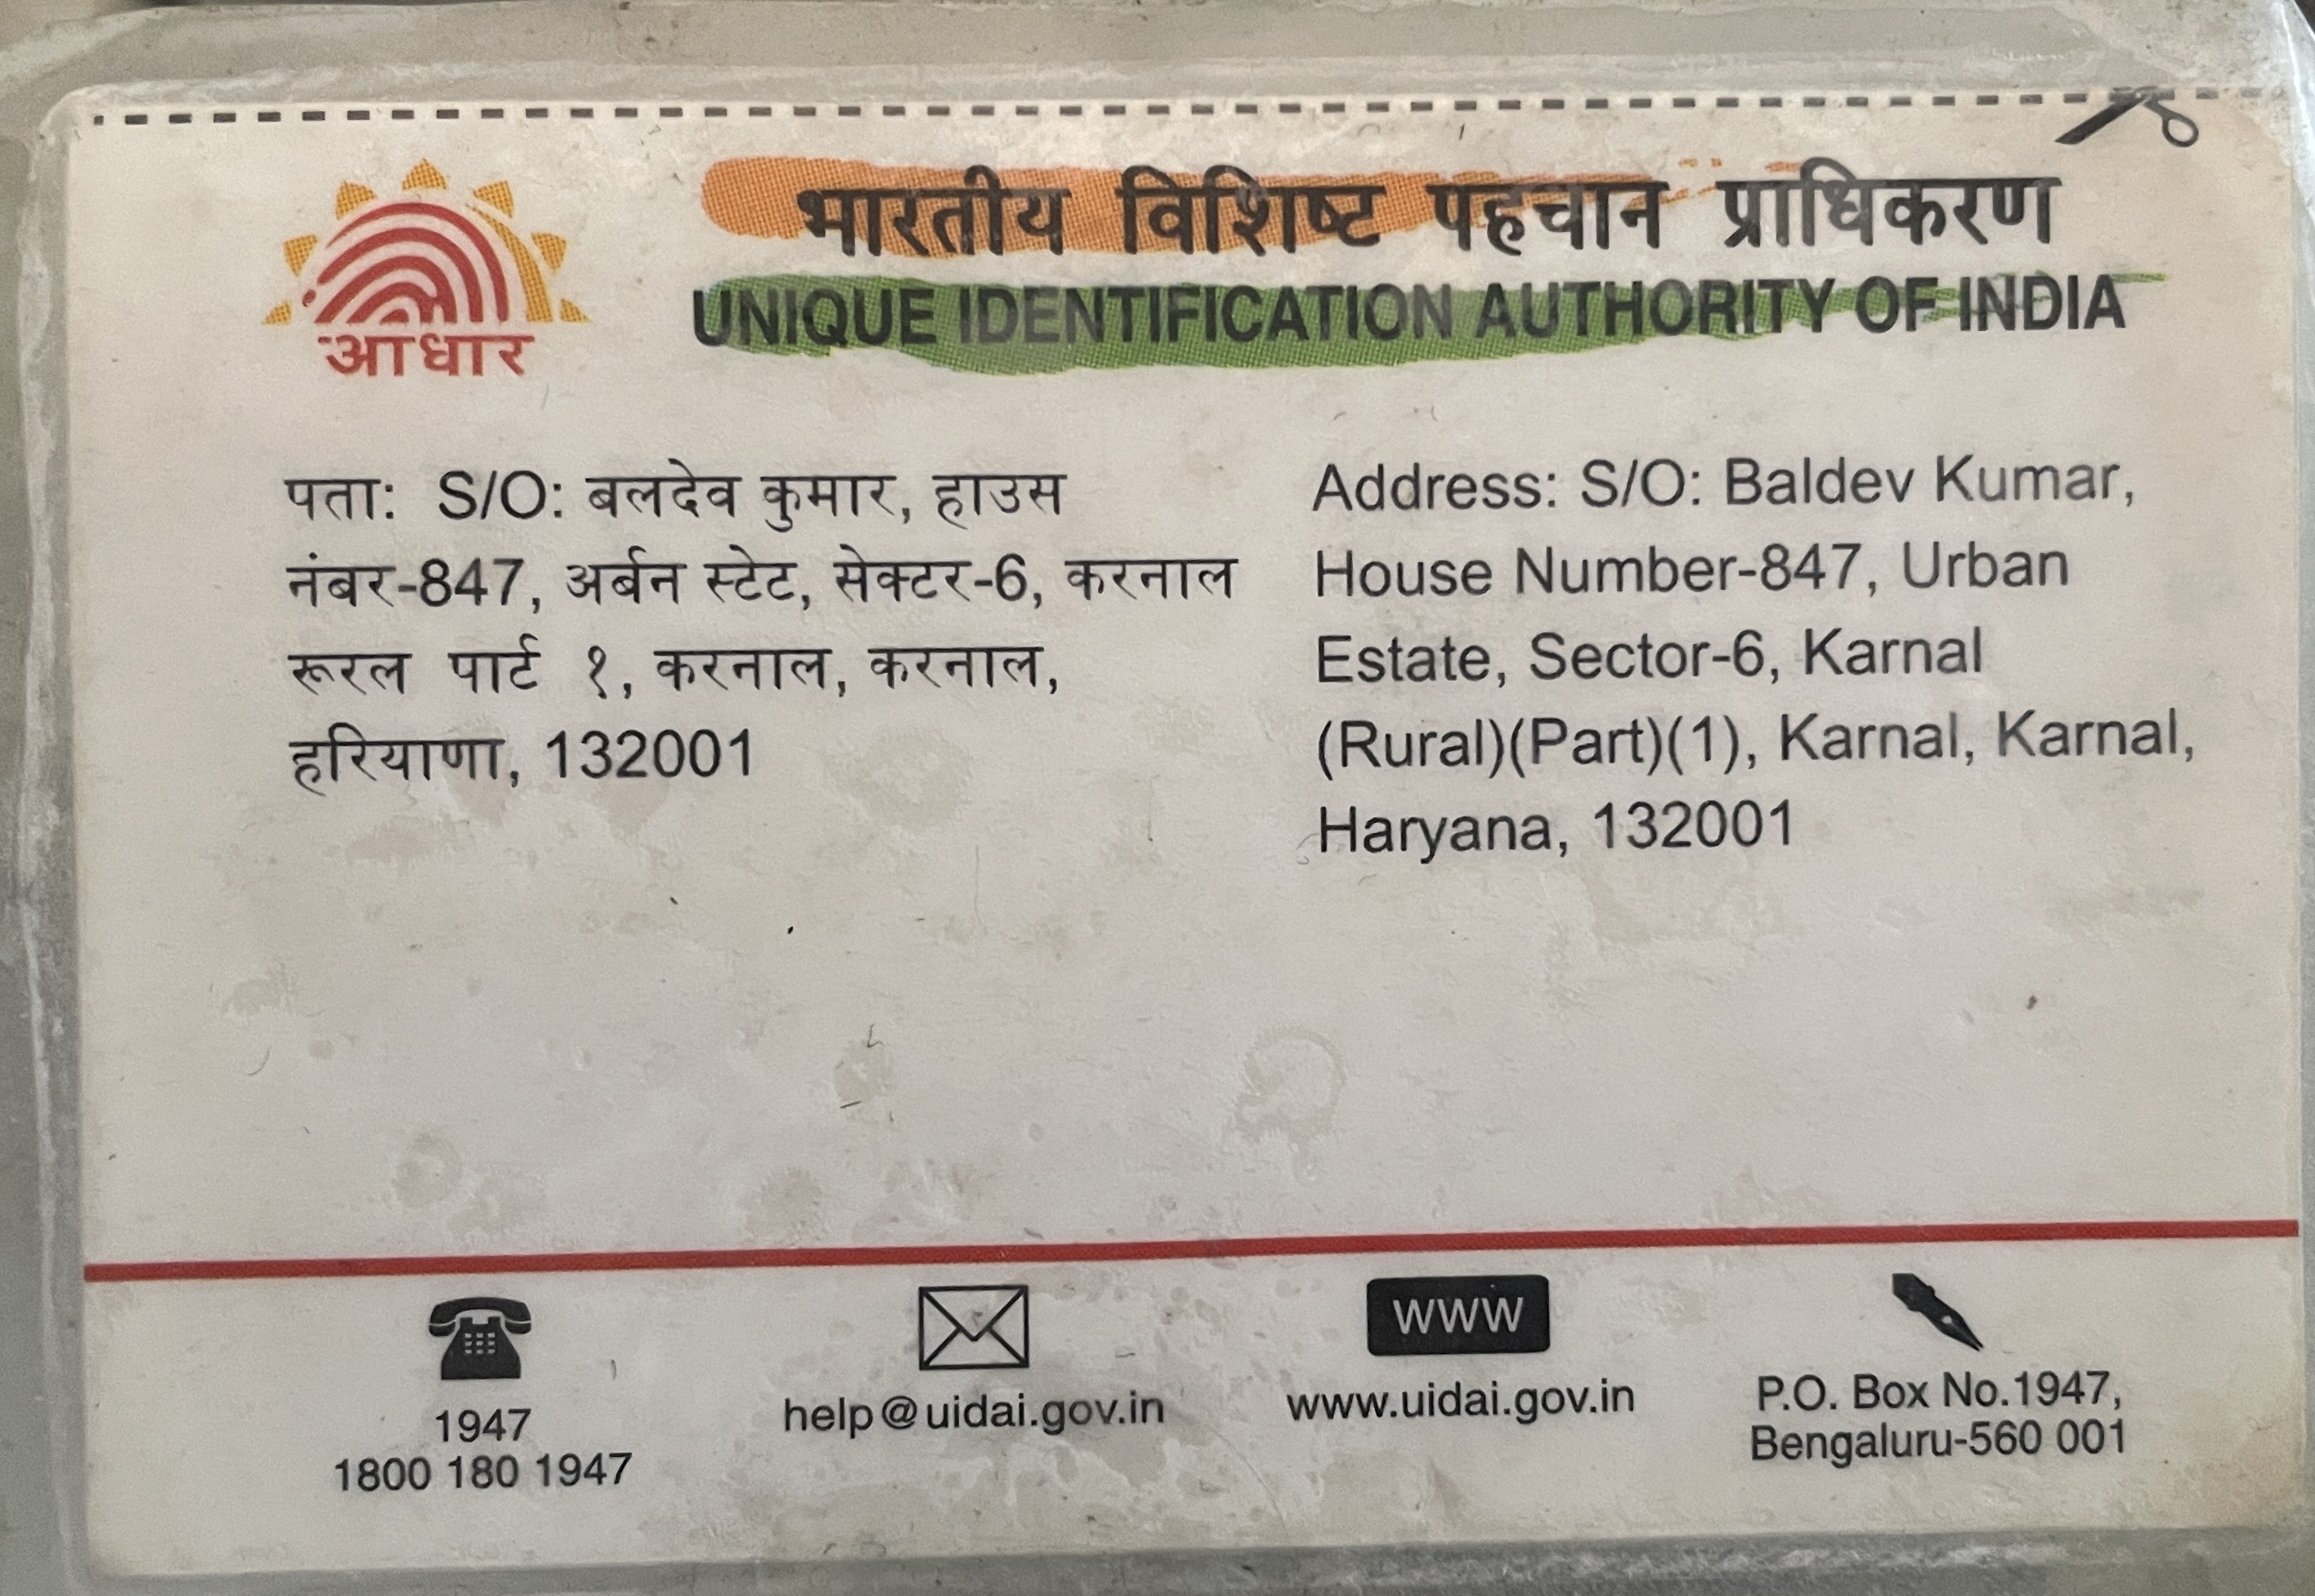 भारतीय विशिष्ट पहचान प्राधिकरण
UNIQUE IDENTIFICATION AUTHORITY OF INDIA
आधार
पता: S/O: बलदेव कुमार, हाउस
नंबर-847, अर्बन स्टेट, सेक्टर-6, करनाल
रूरल पार्ट १, करनाल, करनाल,
हरियाणा, 132001
Address: S/O: Baldev Kumar,
House Number-847, Urban
Estate, Sector-6, Karnal
(Rural)(Part)(1), Karnal, Karnal,
Haryana, 132001
1947
1800 180 1947
help@uidai.gov.in
WWW
www.uidai.gov.in
P.O. Box No.1947,
Bengaluru-560 001